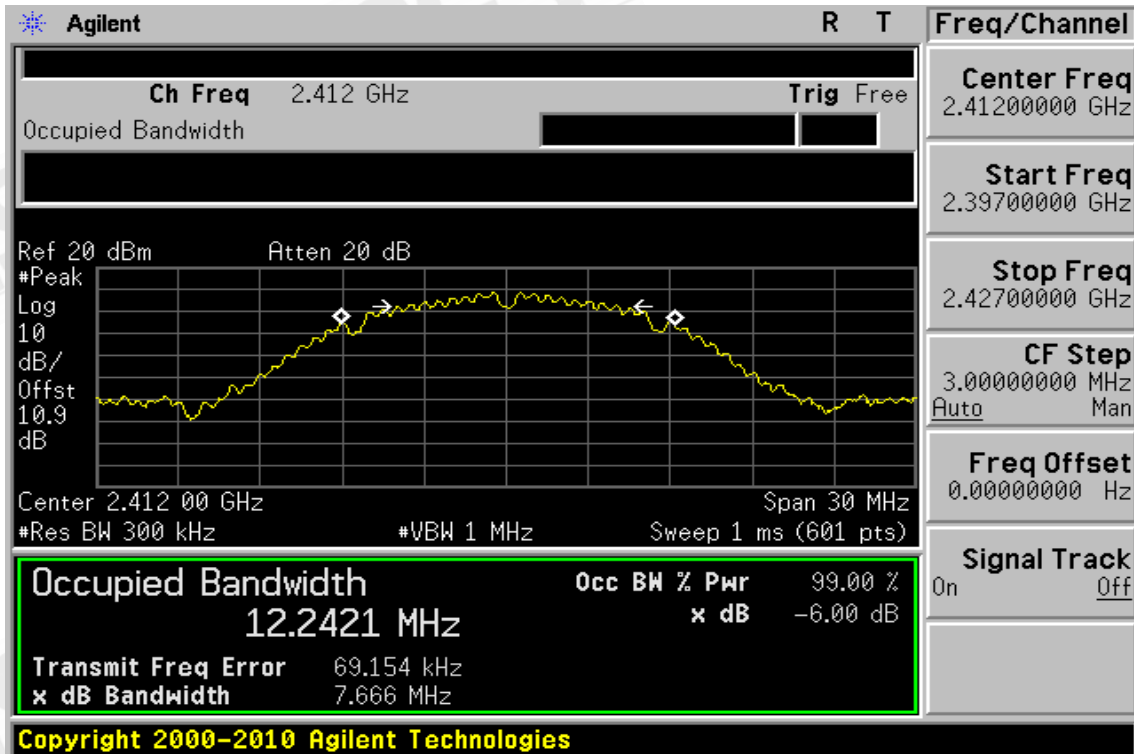 Agilent R T
Ch Freq 2.412 GHz Trig Free
Occupied Bandwidth
Ref 20 dBm Atten 20 dB
#Peak
Log
10
dB/
Offst
10.9
dB
Center 2.412 00 GHz Span 30 MHz
#Res BW 300 kHz #VBW 1 MHz Sweep 1 ms (601 pts)
Occupied Bandwidth Occ BW % Pwr 99.00 %
12.2421 MHz x dB -6.00 dB
Transmit Freq Error 69.154 kHz
x dB Bandwidth 7.666 MHz
Copyright 2000-2010 Agilent Technologies
Freq/Channel
Center Freq
2.41200000 GHz
Start Freq
2.39700000 GHz
Stop Freq
2.42700000 GHz
CF Step
3.00000000 MHz
Auto Man
Freq Offset
0.00000000 Hz
Signal Track
On Off